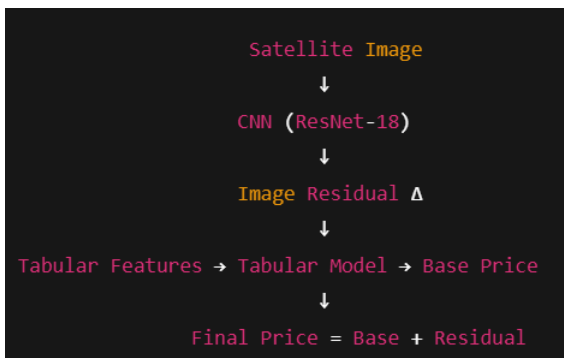 Satellite Image
↓
CNN (ResNet-18)
↓
Image Residual Δ
↓
Tabular Features → Tabular Model → Base Price
↓
Final Price = Base + Residual